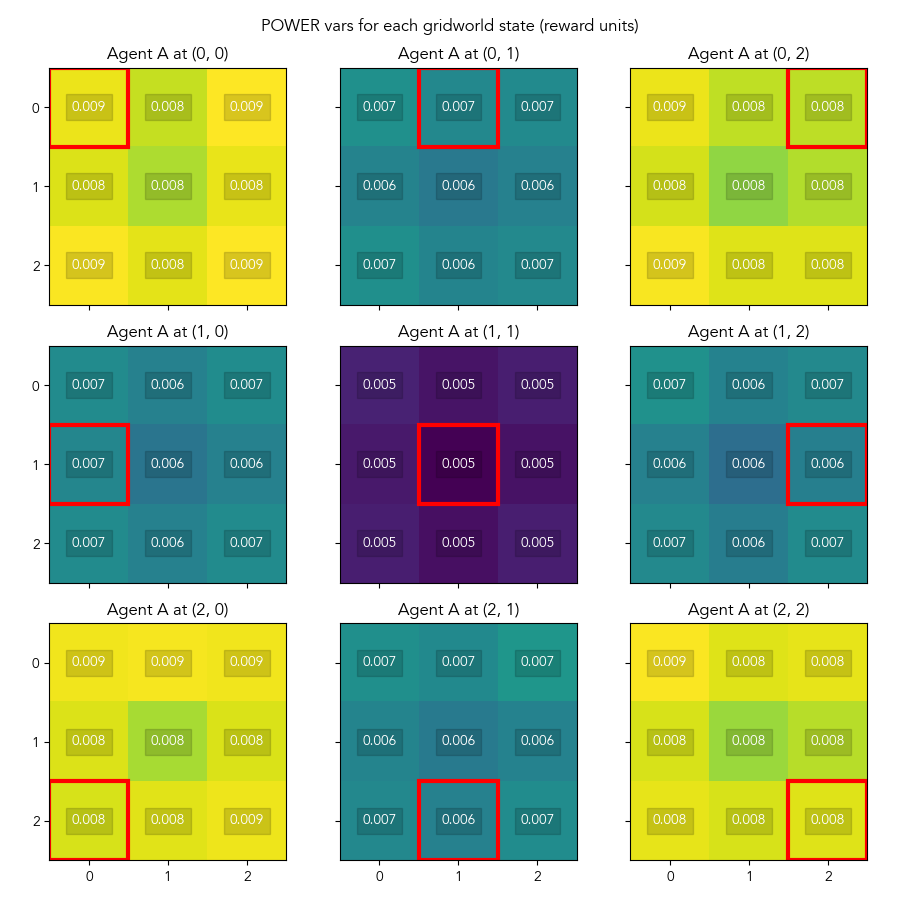 POWER vars for each gridworld state (reward units)
Agent A at (0, 0) Agent A at (0, 1) Agent A at (0, 2)
0 0.009 0.008 0.009 0.007 0.007 0.007 0.009 0.008 0.008
1 0.008 0.008 0.008 0.006 0.006 0.006 0.008 0.008 0.008
2 0.009 0.008 0.009 0.007 0.006 0.007 0.009 0.008 0.008
Agent A at (1, 0) Agent A at (1, 1) Agent A at (1, 2)
0 0.007 0.006 0.007 0.005 0.005 0.005 0.007 0.006 0.007
1 0.007 0.006 0.006 0.005 0.005 0.005 0.006 0.006 0.006
2 0.007 0.006 0.007 0.005 0.005 0.005 0.007 0.006 0.007
Agent A at (2, 0) Agent A at (2, 1) Agent A at (2, 2)
0 0.009 0.009 0.009 0.007 0.007 0.007 0.009 0.008 0.008
1 0.008 0.008 0.008 0.006 0.006 0.006 0.008 0.008 0.008
2 0.008 0.008 0.009 0.007 0.006 0.007 0.008 0.008 0.008
0 1 2 0 1 2 0 1 2